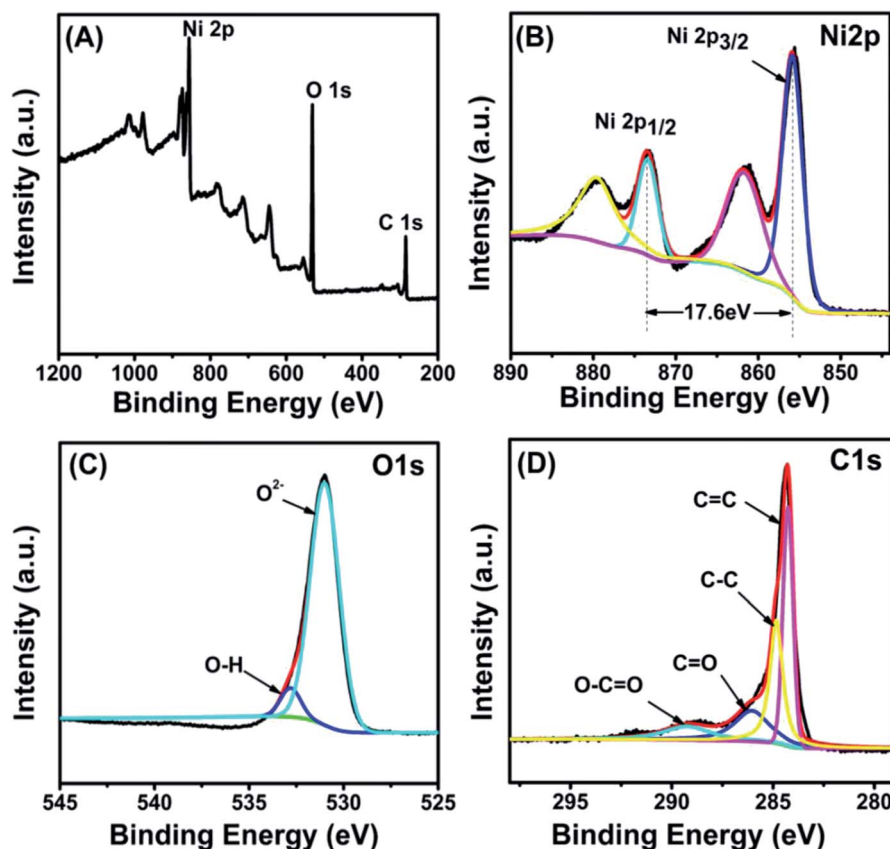 (A)
Ni 2p
O 1s
C 1s
Intensity (a.u.)
1200 1000 800 600 400 200
Binding Energy (eV)
(B)
Ni2p
Ni 2p3/2
Ni 2p1/2
17.6eV
Intensity (a.u.)
890 880 870 860 850
Binding Energy (eV)
(C)
O1s
O2-
O-H
Intensity (a.u.)
545 540 535 530 525
Binding Energy (eV)
(D)
C1s
C=C
C-C
C=O
O-C=O
Intensity (a.u.)
295 290 285 280
Binding Energy (eV)